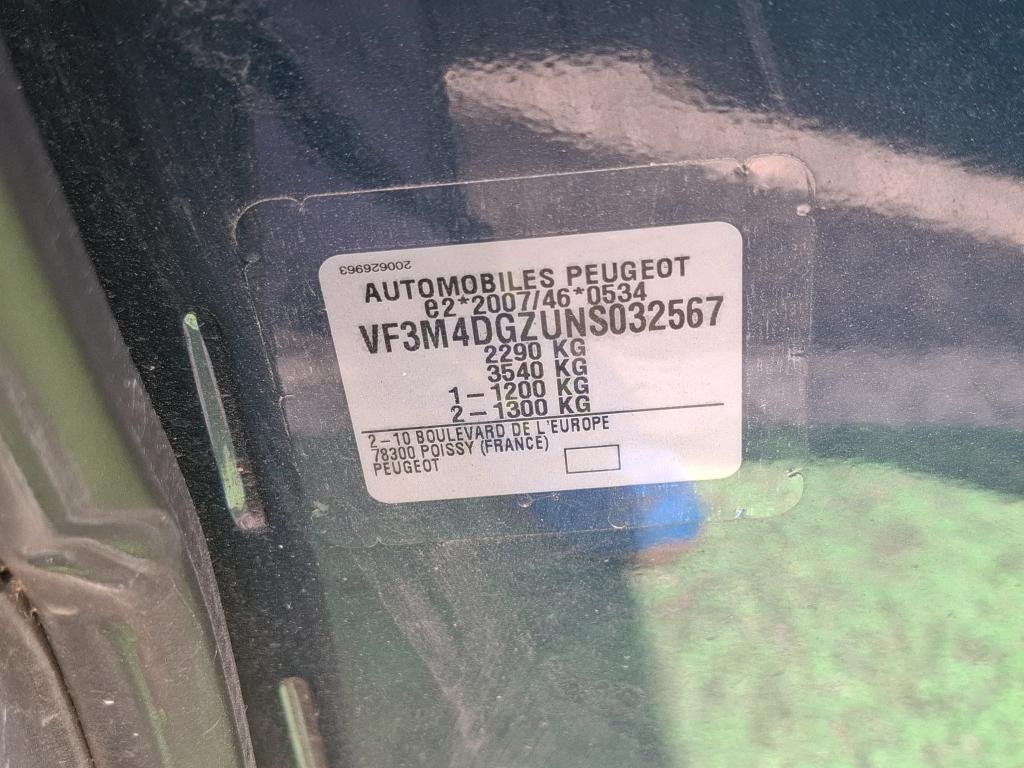 200626963
AUTOMOBILES PEUGEOT
e2*2007/46*0534
VF3M4DGZUNS032567
2290 KG
3540 KG
1-1200 KG
2-1300 KG
2-10 BOULEVARD DE L'EUROPE
78300 POISSY (FRANCE)
PEUGEOT